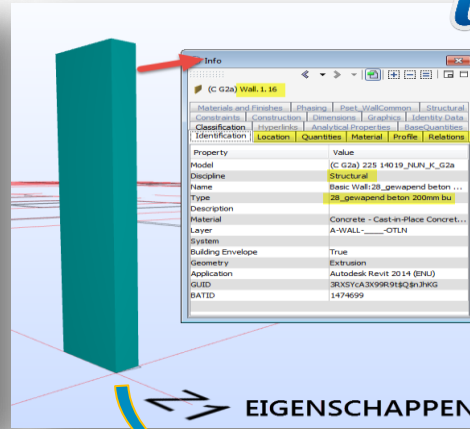 Info
(C G2a) Wall.1.16
Materials and Finishes Phasing Pset_WallCommon Structural
Constraints Construction Dimensions Graphics Identity Data
Classification Hyperlinks Analytical Properties BaseQuantities
Identification Location Quantities Material Profile Relations
Property Value
Model (C G2a) 225 14019_NUN_K_G2a
Discipline Structural
Name Basic Wall:28_gewapend beton ...
Type 28_gewapend beton 200mm bu
Description
Material Concrete - Cast-in-Place Concret...
Layer A-WALL-____-OTLN
System
Building Envelope True
Geometry Extrusion
Application Autodesk Revit 2014 (ENU)
GUID 3RXSYcA3X99R9t$Q$nJhKG
BATID 1474699
EIGENSCHAPPEN